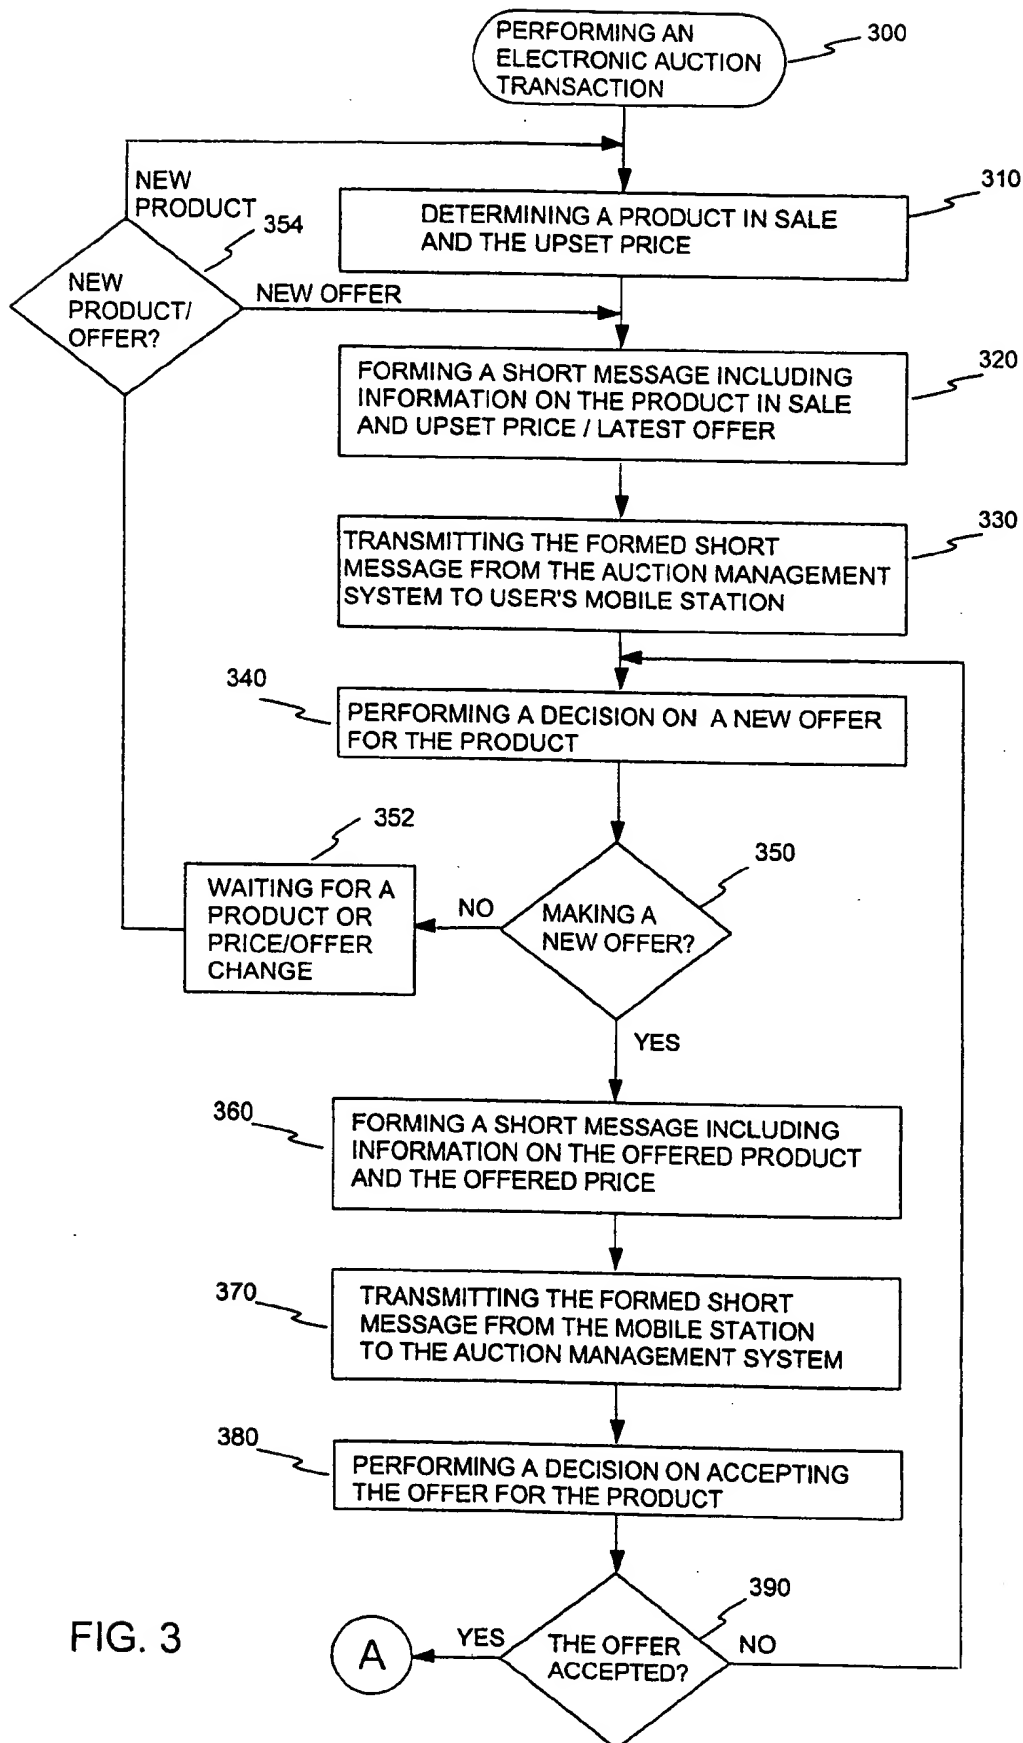 PERFORMING AN
ELECTRONIC AUCTION
TRANSACTION
300
NEW
PRODUCT
354
310
DETERMINING A PRODUCT IN SALE
AND THE UPSET PRICE
NEW
PRODUCT/
OFFER?
NEW OFFER
320
FORMING A SHORT MESSAGE INCLUDING
INFORMATION ON THE PRODUCT IN SALE
AND UPSET PRICE / LATEST OFFER
330
TRANSMITTING THE FORMED SHORT
MESSAGE FROM THE AUCTION MANAGEMENT
SYSTEM TO USER'S MOBILE STATION
340
PERFORMING A DECISION ON A NEW OFFER
FOR THE PRODUCT
352
350
WAITING FOR A
PRODUCT OR
PRICE/OFFER
CHANGE
NO
MAKING A
NEW OFFER?
YES
360
FORMING A SHORT MESSAGE INCLUDING
INFORMATION ON THE OFFERED PRODUCT
AND THE OFFERED PRICE
370
TRANSMITTING THE FORMED SHORT
MESSAGE FROM THE MOBILE STATION
TO THE AUCTION MANAGEMENT SYSTEM
380
PERFORMING A DECISION ON ACCEPTING
THE OFFER FOR THE PRODUCT
390
FIG. 3
A
YES
THE OFFER
ACCEPTED?
NO